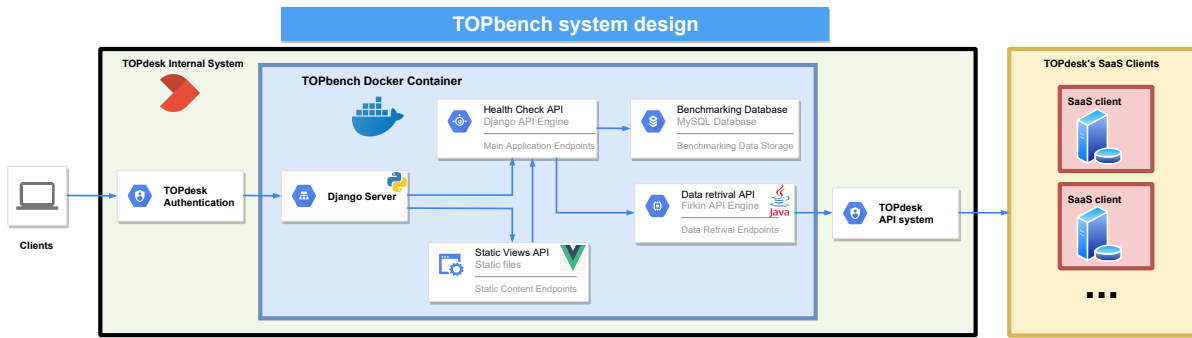 TOPbench system design
TOPdesk Internal System
TOPbench Docker Container
TOPdesk's SaaS Clients
Health Check API
Django API Engine
Main Application Endpoints
Benchmarking Database
MySQL Database
Benchmarking Data Storage
SaaS client
Clients
TOPdesk
Authentication
Django Server
Data retrival API
Firkin API Engine
Data Retrival Endpoints
Java
TOPdesk
API system
SaaS client
Static Views API
Static files
Static Content Endpoints
...